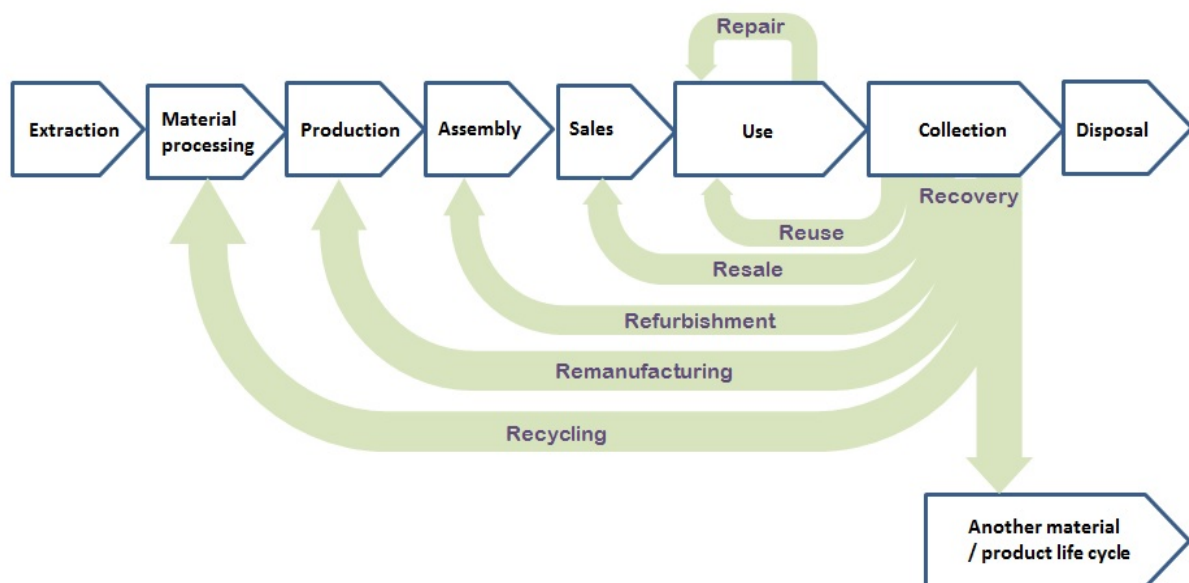 Repair
Extraction
Material
processing
Production
Assembly
Sales
Use
Collection
Disposal
Recovery
Reuse
Resale
Refurbishment
Remanufacturing
Recycling
Another material
/ product life cycle